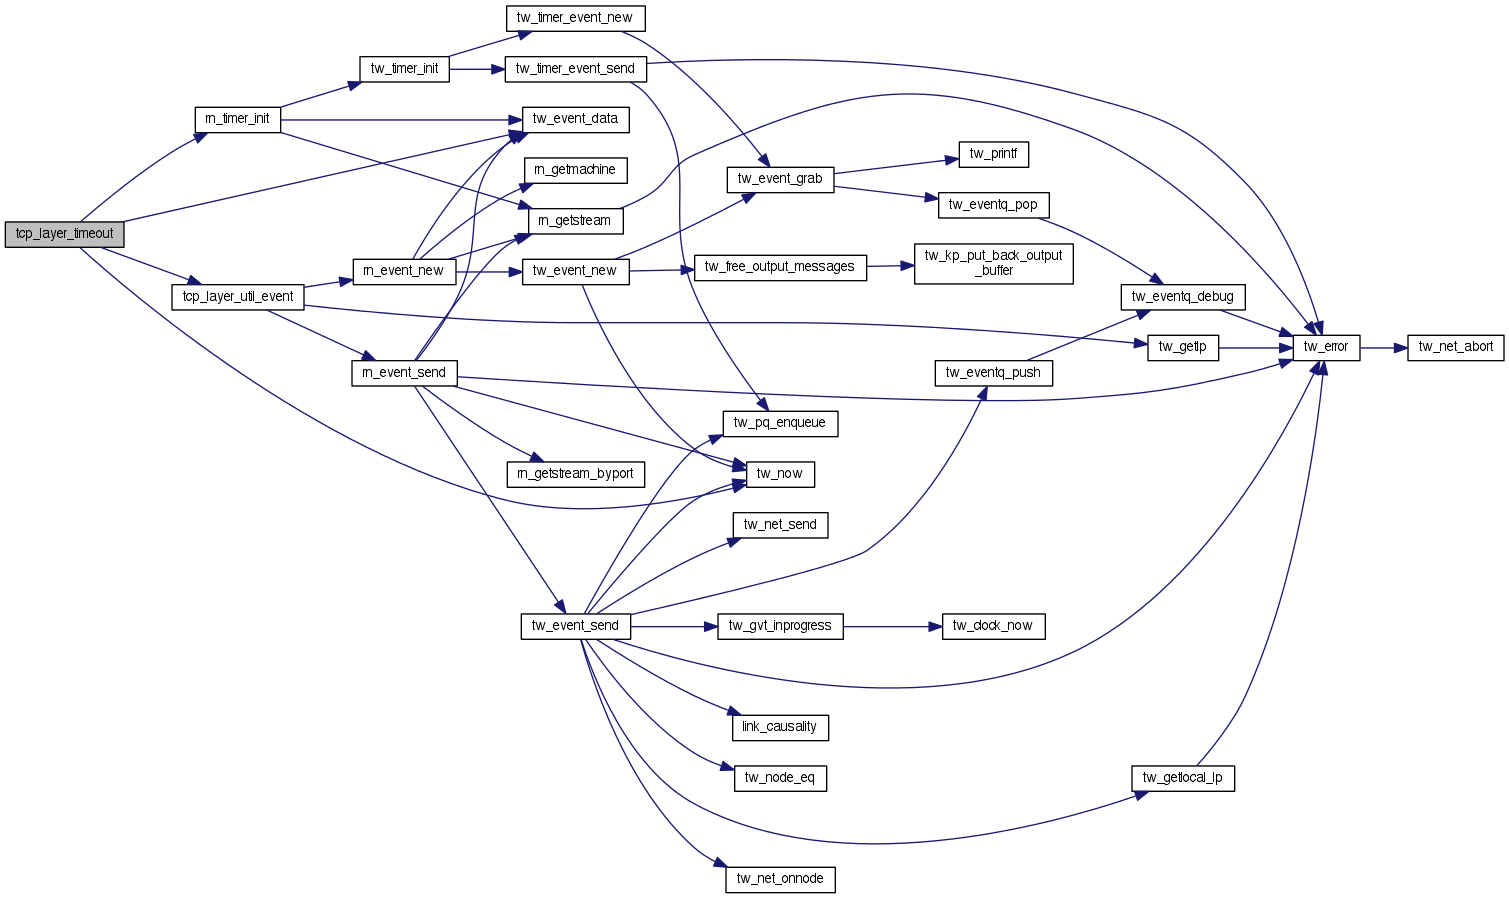 tw_timer_event_new
tw_timer_init
tw_timer_event_send
rn_timer_init
tw_event_data
tw_printf
rn_getmachine
tw_event_grab
tw_eventq_pop
rn_getstream
tcp_layer_timeout
tw_kp_put_back_output
_buffer
rn_event_new
tw_event_new
tw_free_output_messages
tcp_layer_util_event
tw_eventq_debug
tw_getlp
tw_error
tw_net_abort
rn_event_send
tw_eventq_push
tw_pq_enqueue
rn_getstream_byport
tw_now
tw_net_send
tw_event_send
tw_gvt_inprogress
tw_clock_now
link_causality
tw_node_eq
tw_getlocal_lp
tw_net_onnode